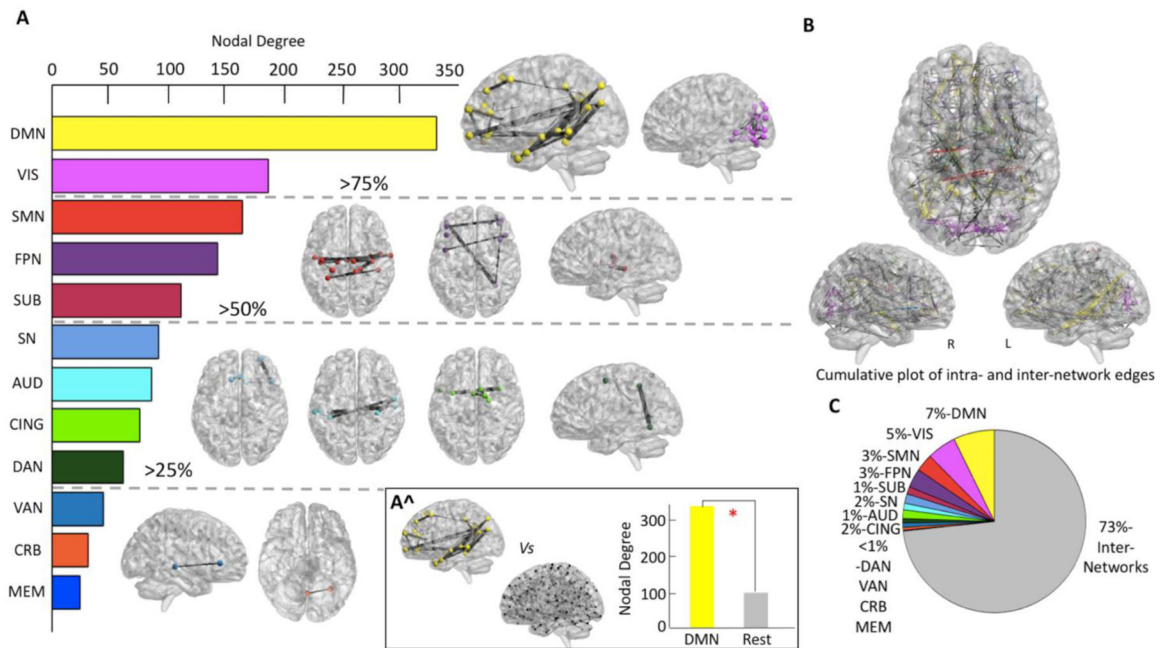 A
Nodal Degree
0 50 100 150 200 250 300 350
DMN
VIS
>75%
SMN
FPN
SUB
>50%
SN
AUD
CING
DAN
>25%
VAN
CRB
MEM
A^
Vs
Nodal Degree
300
100
0
DMN Rest
*
B
R L
Cumulative plot of intra- and inter-network edges
C
7%-DMN
5%-VIS
3%-SMN
3%-FPN
1%-SUB
2%-SN
1%-AUD
2%-CING
<1%
-DAN
VAN
CRB
MEM
73%-
Inter-
Networks